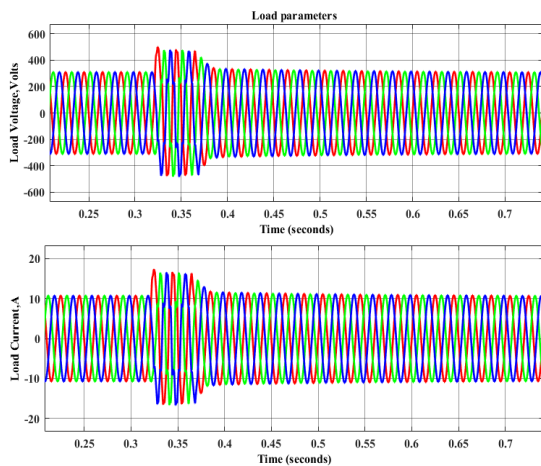 Load parameters
Load Voltage,Volts
600
400
200
0
-200
-400
-600
0.25 0.3 0.35 0.4 0.45 0.5 0.55 0.6 0.65 0.7
Time (seconds)
Load Current,A
20
10
0
-10
-20
0.25 0.3 0.35 0.4 0.45 0.5 0.55 0.6 0.65 0.7
Time (seconds)